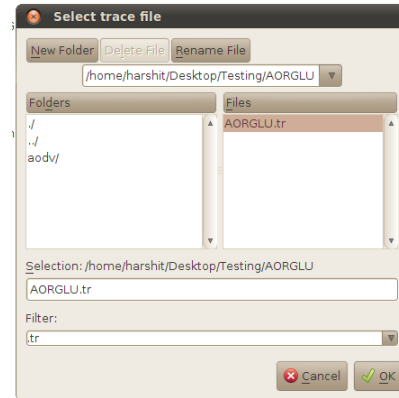 Select trace file
New Folder Delete File Rename File
/home/harshit/Desktop/Testing/AORGLU
Folders Files
./ AORGLU.tr
../
aodv/
Selection: /home/harshit/Desktop/Testing/AORGLU
AORGLU.tr
Filter:
.tr
Cancel OK